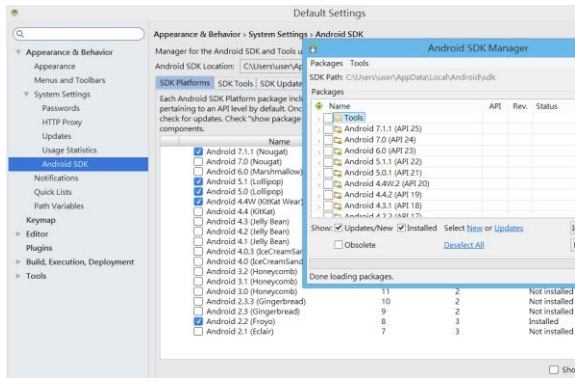 Default Settings
Appearance & Behavior
Appearance
Menus and Toolbars
System Settings
Passwords
HTTP Proxy
Updates
Usage Statistics
Android SDK
Notifications
Quick Lists
Path Variables
Keymap
Editor
Plugins
Build, Execution, Deployment
Tools
Appearance & Behavior › System Settings › Android SDK
Manager for the Android SDK and Tools u
Android SDK Location: C:\Users\user\Ap
SDK Platforms SDK Tools SDK Update
Each Android SDK Platform package inclu
pertaining to an API level by default. Onc
check for updates. Check "show package
components.
Name
Android 7.1.1 (Nougat)
Android 7.0 (Nougat)
Android 6.0 (Marshmallow)
Android 5.1 (Lollipop)
Android 5.0 (Lollipop)
Android 4.4W (KitKat Wear)
Android 4.4 (KitKat)
Android 4.3 (Jelly Bean)
Android 4.2 (Jelly Bean)
Android 4.1 (Jelly Bean)
Android 4.0.3 (IceCreamSan
Android 4.0 (IceCreamSand
Android 3.2 (Honeycomb)
Android 3.1 (Honeycomb)
Android 3.0 (Honeycomb) 11 2 Not installed
Android 2.3.3 (Gingerbread) 10 2 Not installed
Android 2.3 (Gingerbread) 9 2 Not installed
Android 2.2 (Froyo) 8 3 Installed
Android 2.1 (Eclair) 7 3 Not installed
Sho
Android SDK Manager
Packages Tools
SDK Path: C:\Users\user\AppData\Local\Android\sdk
Packages
Name API Rev. Status
Tools
Android 7.1.1 (API 25)
Android 7.0 (API 24)
Android 6.0 (API 23)
Android 5.1.1 (API 22)
Android 5.0.1 (API 21)
Android 4.4W.2 (API 20)
Android 4.4.2 (API 19)
Android 4.3.1 (API 18)
Android 4.2.2 (API 17)
Show: Updates/New Installed Select New or Updates
Obsolete Deselect All
Done loading packages.